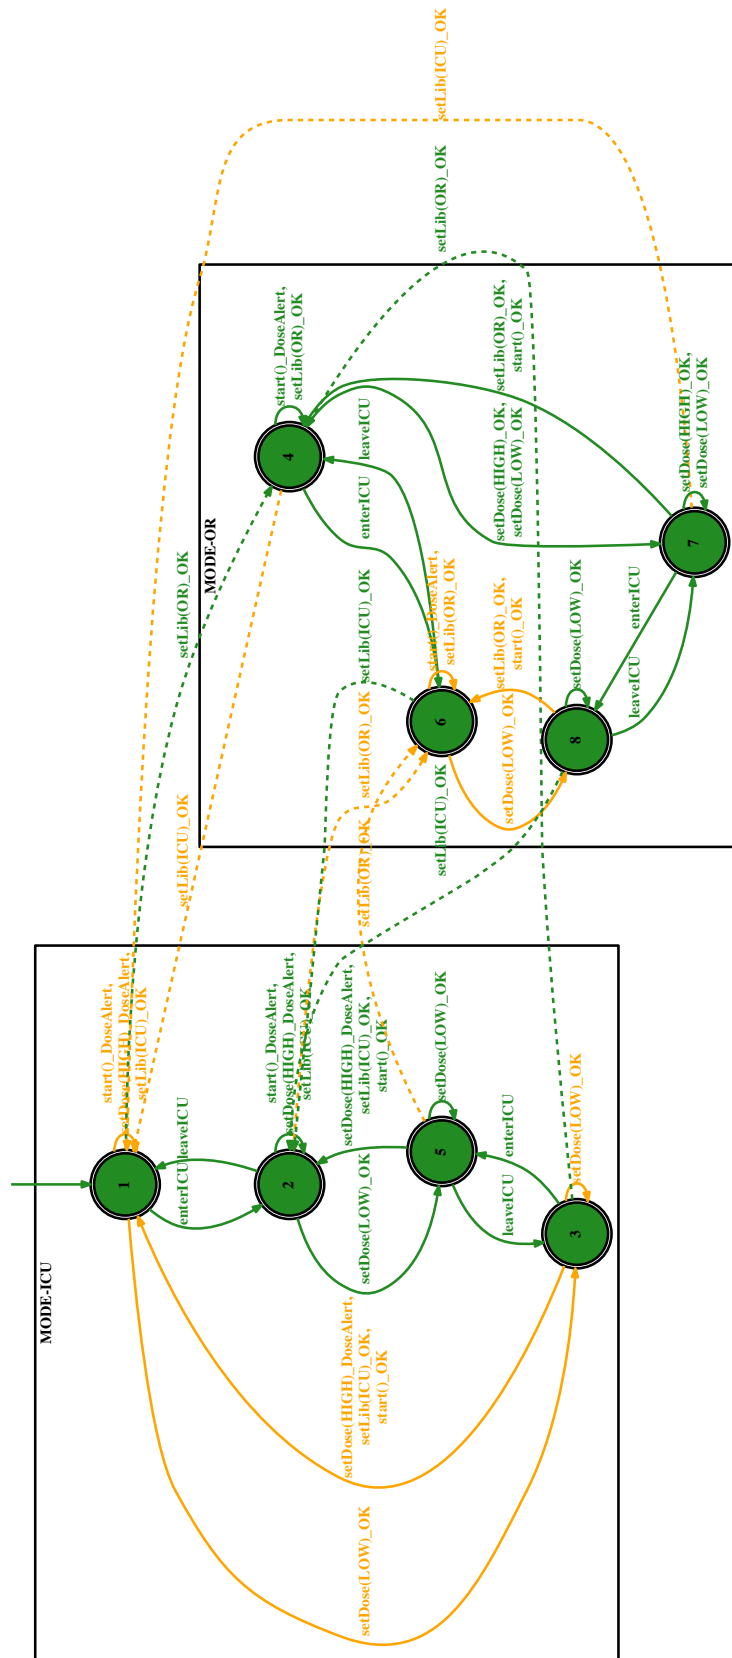 MODE-ICU
MODE-OR
1
2
5
3
4
6
8
7
setLib(ICU)_OK
setLib(OR)_OK
setLib(OR)_OK
setLib(ICU)_OK
start()_DoseAlert,
setLib(OR)_OK
leaveICU
enterICU
setLib(OR)_OK,
start()_OK
setDose(HIGH)_OK,
setDose(LOW)_OK
setDose(HIGH)_OK,
setDose(LOW)_OK
enterICU
leaveICU
setDose(LOW)_OK
setLib(OR)_OK,
start()_OK
setDose(LOW)_OK
start()_DoseAlert,
setLib(OR)_OK
setLib(ICU)_OK
setLib(OR)_OK
setLib(OR)_OK
setLib(ICU)_OK
start()_DoseAlert,
setDose(HIGH)_DoseAlert,
setLib(ICU)_OK
leaveICU
enterICU
start()_DoseAlert,
setDose(HIGH)_DoseAlert,
setLib(ICU)_OK
setDose(HIGH)_DoseAlert,
setLib(ICU)_OK,
start()_OK
setDose(LOW)_OK
setDose(LOW)_OK
enterICU
leaveICU
setDose(LOW)_OK
setDose(HIGH)_DoseAlert,
setLib(ICU)_OK,
start()_OK
setDose(LOW)_OK